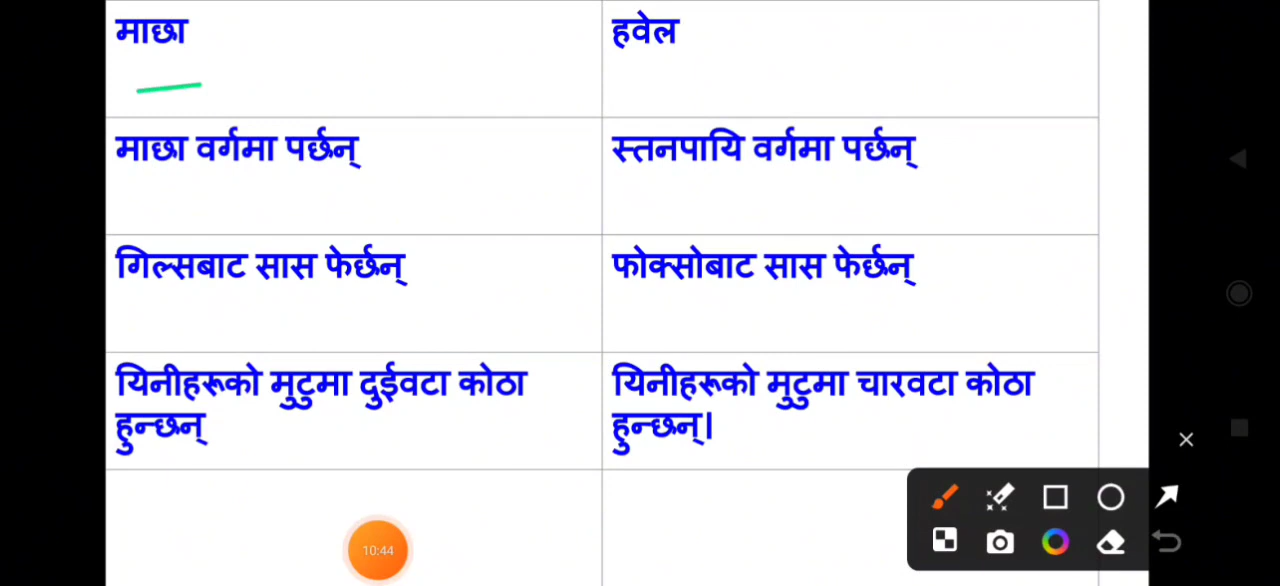 माछा
हवेल
माछा वर्गमा पर्छन्
स्तनपायि वर्गमा पर्छन्
गिल्सबाट सास फेर्छन्
फोक्सोबाट सास फेर्छन्
यिनीहरूको मुटुमा दुईवटा कोठा
हुन्छन्
यिनीहरूको मुटुमा चारवटा कोठा
हुन्छन्।
10:44